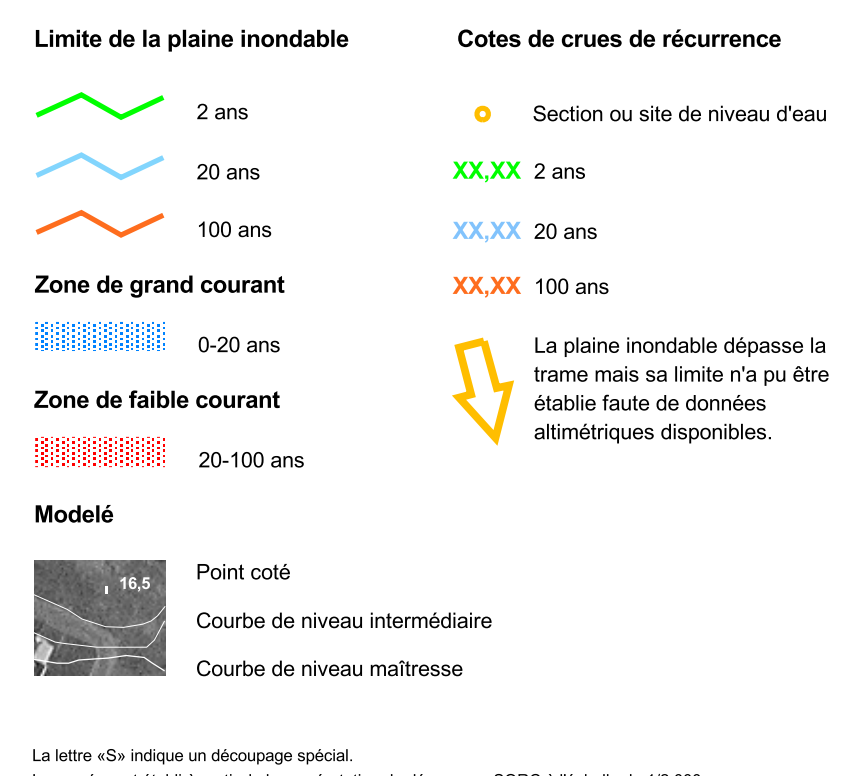 Limite de la plaine inondable
2 ans
20 ans
100 ans
Zone de grand courant
0-20 ans
Zone de faible courant
20-100 ans
Modelé
16,5
Point coté
Courbe de niveau intermédiaire
Courbe de niveau maîtresse
Cotes de crues de récurrence
Section ou site de niveau d'eau
XX,XX 2 ans
XX,XX 20 ans
XX,XX 100 ans
La plaine inondable dépasse la
trame mais sa limite n'a pu être
établie faute de données
altimétriques disponibles.
La lettre «S» indique un découpage spécial.